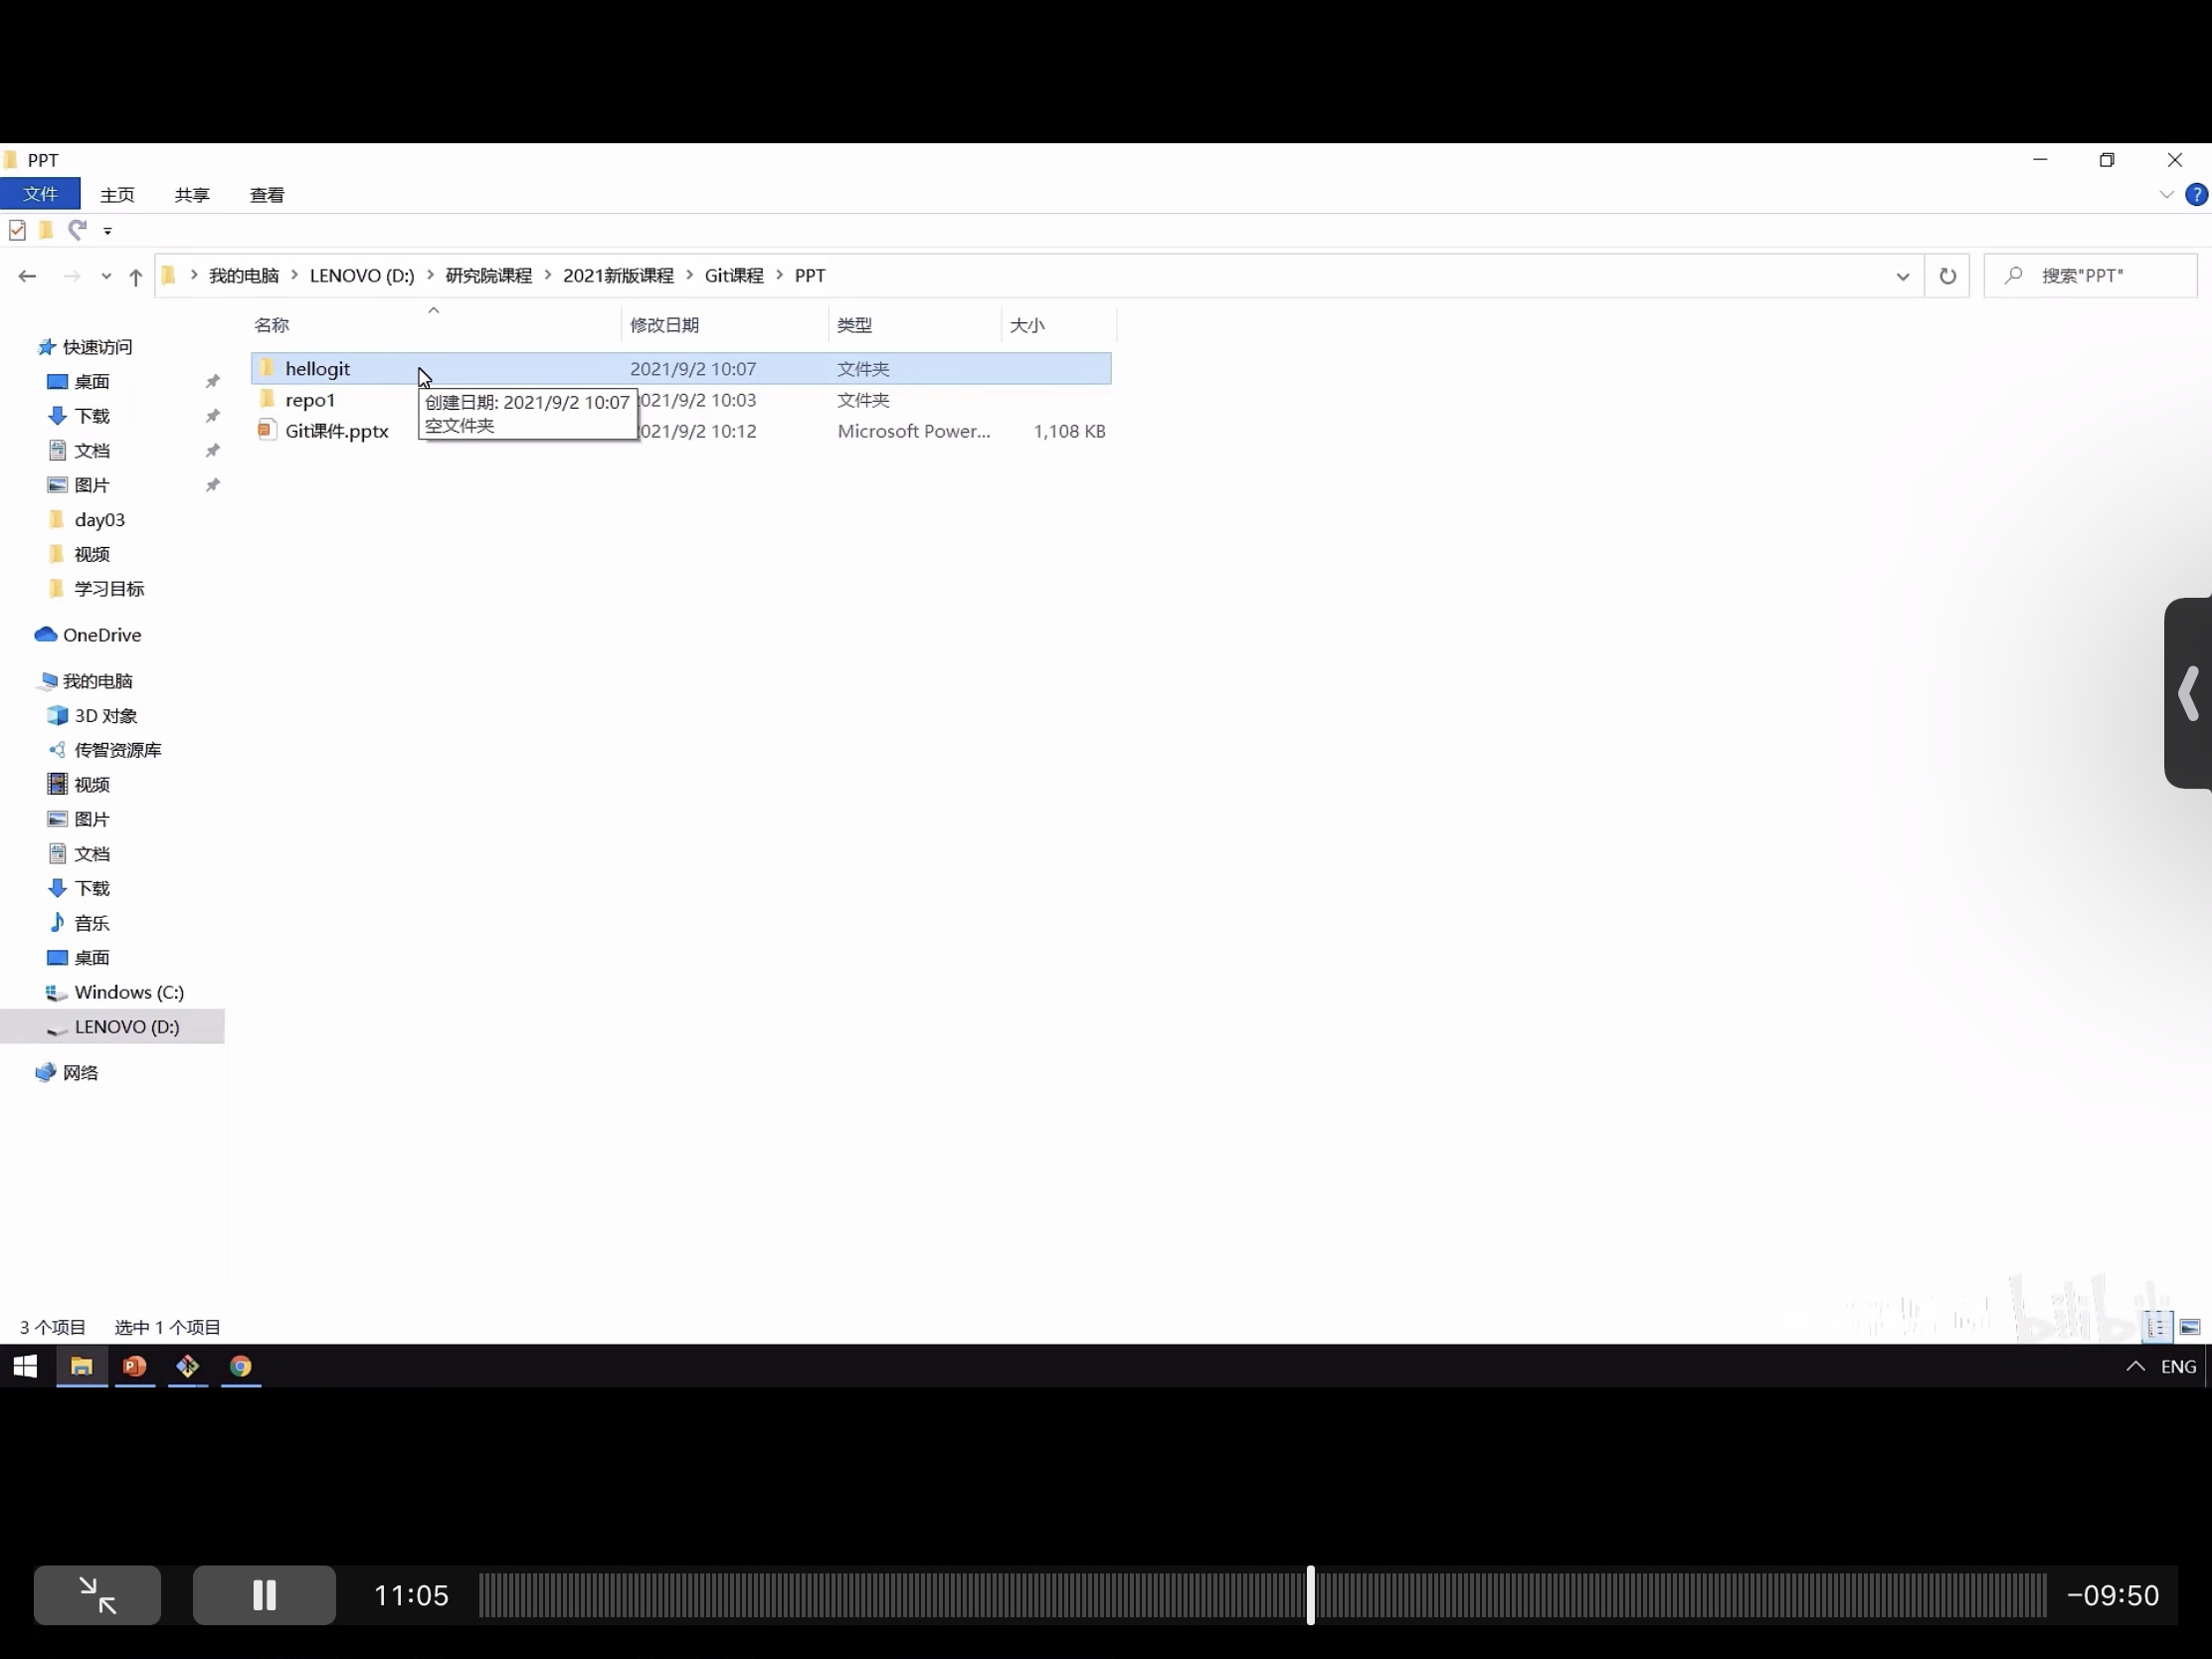 PPT
文件 主页 共享 查看
我的电脑 LENOVO (D:) 研究院课程 2021新版课程 Git课程 PPT 搜索"PPT"
名称 修改日期 类型 大小
hellogit 2021/9/2 10:07 文件夹
repo1 2021/9/2 10:03 文件夹
Git课件.pptx 2021/9/2 10:12 Microsoft Power... 1,108 KB
创建日期: 2021/9/2 10:07
空文件夹
快速访问
桌面
下载
文档
图片
day03
视频
学习目标
OneDrive
我的电脑
3D 对象
传智资源库
视频
图片
文档
下载
音乐
桌面
Windows (C:)
LENOVO (D:)
网络
3 个项目 选中 1 个项目
bilibili
ENG
11:05 -09:50